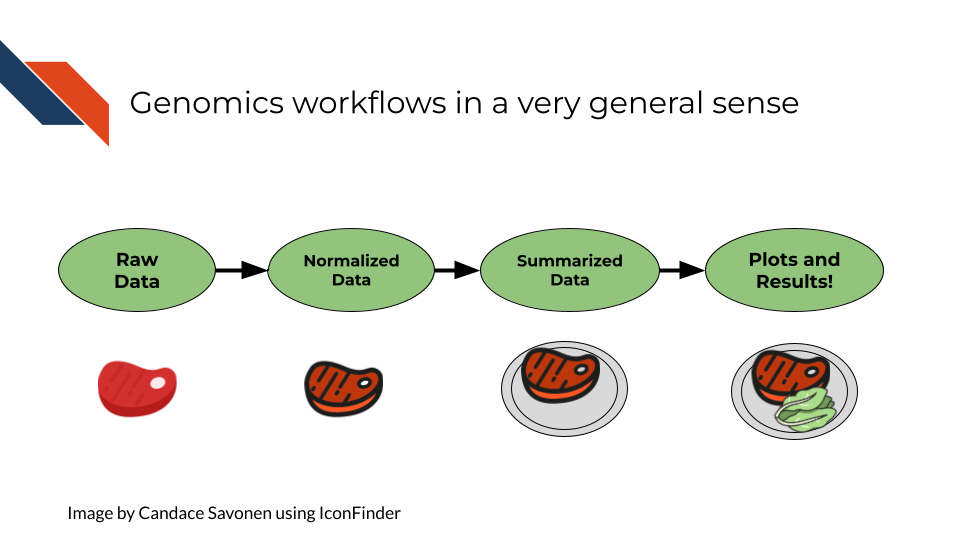 Genomics workflows in a very general sense
Raw
Data
Normalized
Data
Summarized
Data
Plots and
Results!
Image by Candace Savonen using IconFinder